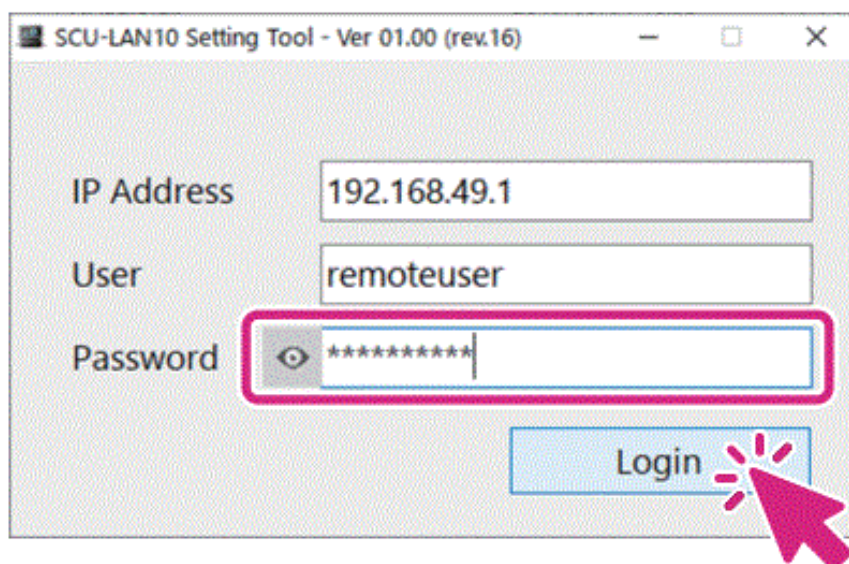 SCU-LAN10 Setting Tool - Ver 01.00 (rev.16)
IP Address 192.168.49.1
User remoteuser
Password **********
Login